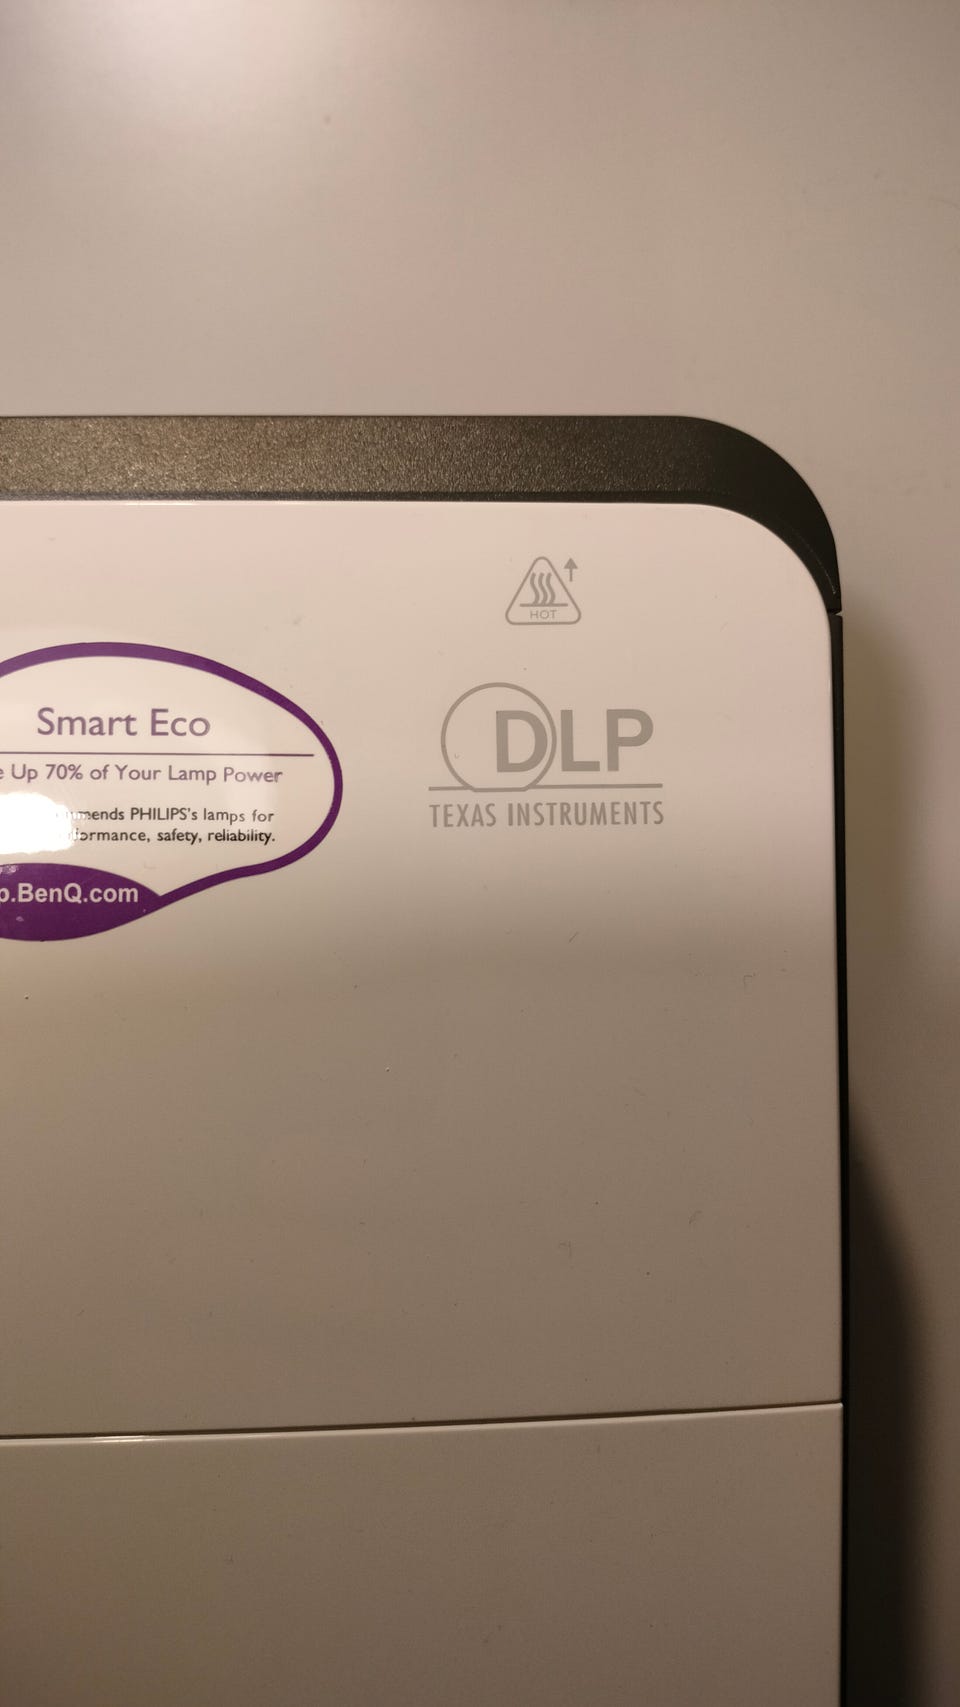 HOT
DLP
TEXAS INSTRUMENTS
Smart Eco
Up 70% of Your Lamp Power
PHILIPS's lamps for
safety, reliability.
.BenQ.com